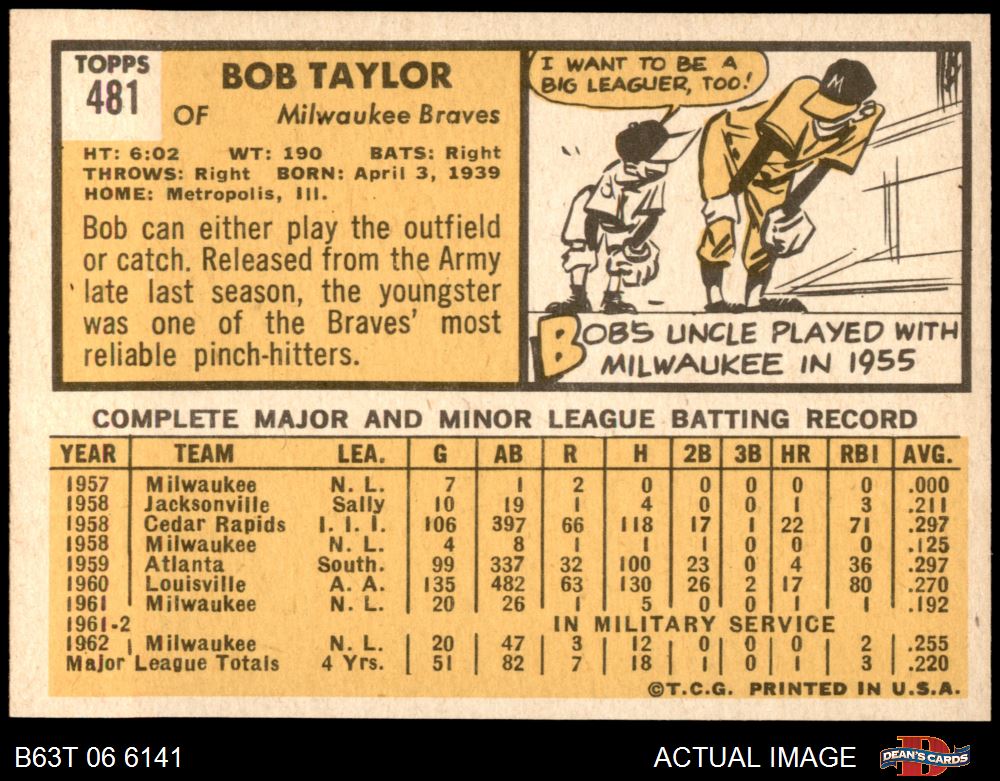 TOPPS
481
BOB TAYLOR
OF Milwaukee Braves
HT: 6:02 WT: 190 BATS: Right
THROWS: Right BORN: April 3, 1939
HOME: Metropolis, Ill.
Bob can either play the outfield
or catch. Released from the Army
late last season, the youngster
was one of the Braves' most
reliable pinch-hitters.
I WANT TO BE A
BIG LEAGUER, TOO!
M
BOB'S UNCLE PLAYED WITH
MILWAUKEE IN 1955
COMPLETE MAJOR AND MINOR LEAGUE BATTING RECORD
YEAR TEAM LEA. G AB R H 2B 3B HR RBI AVG.
1957 Milwaukee N. L. 7 1 2 0 0 0 0 0 .000
1958 Jacksonville Sally 10 19 1 4 0 0 1 3 .211
1958 Cedar Rapids I. I. I. 106 397 66 118 17 1 22 71 .297
1958 Milwaukee N. L. 4 8 1 1 1 0 0 0 .125
1959 Atlanta South. 99 337 32 100 23 0 4 36 .297
1960 Louisville A. A. 135 482 63 130 26 2 17 80 .270
1961 Milwaukee N. L. 20 26 1 5 0 0 1 1 .192
1961-2 IN MILITARY SERVICE
1962 Milwaukee N. L. 20 47 3 12 0 0 0 2 .255
Major League Totals 4 Yrs. 51 82 7 18 1 0 1 3 .220
©T.C.G. PRINTED IN U.S.A.
B63T 06 6141 ACTUAL IMAGE DEAN'S CARDS